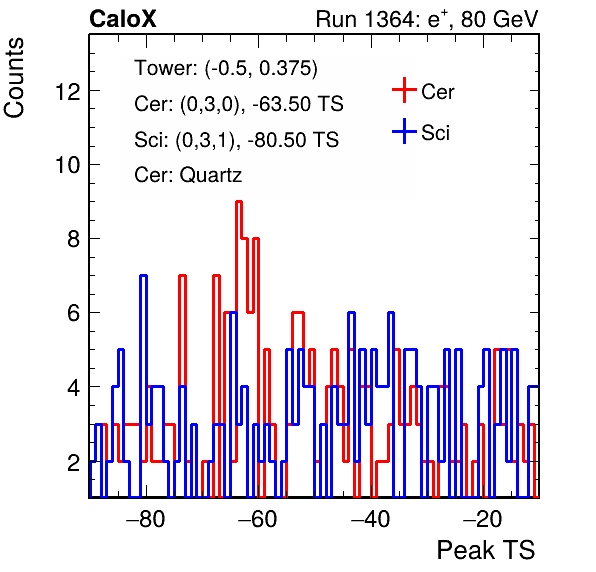 CaloX Run 1364: e⁺, 80 GeV
Counts
Tower: (-0.5, 0.375)
Cer: (0,3,0), -63.50 TS
Sci: (0,3,1), -80.50 TS
Cer: Quartz
Cer
Sci
12
10
8
6
4
2
−80 −60 −40 −20
Peak TS